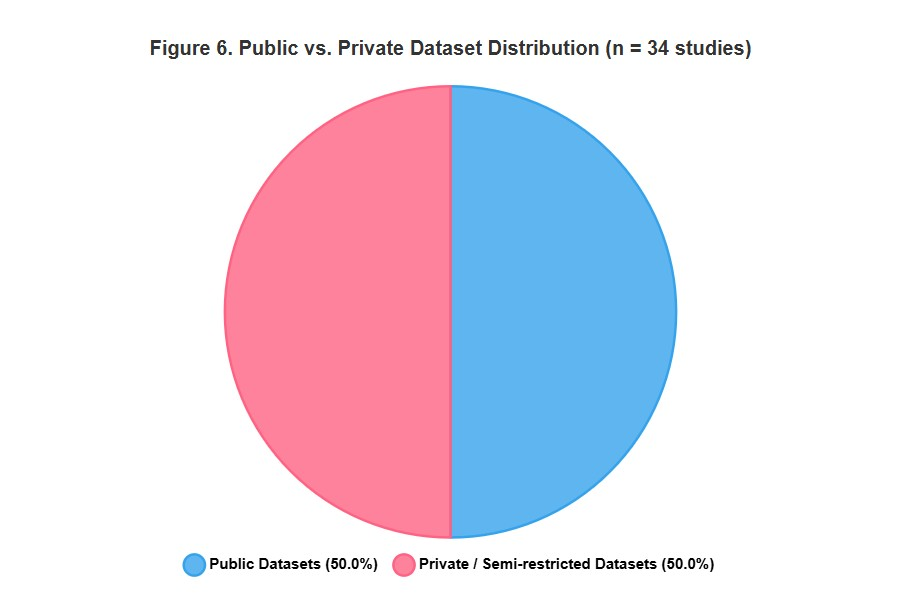 Figure 6. Public vs. Private Dataset Distribution (n = 34 studies)
Public Datasets (50.0%) Private / Semi-restricted Datasets (50.0%)